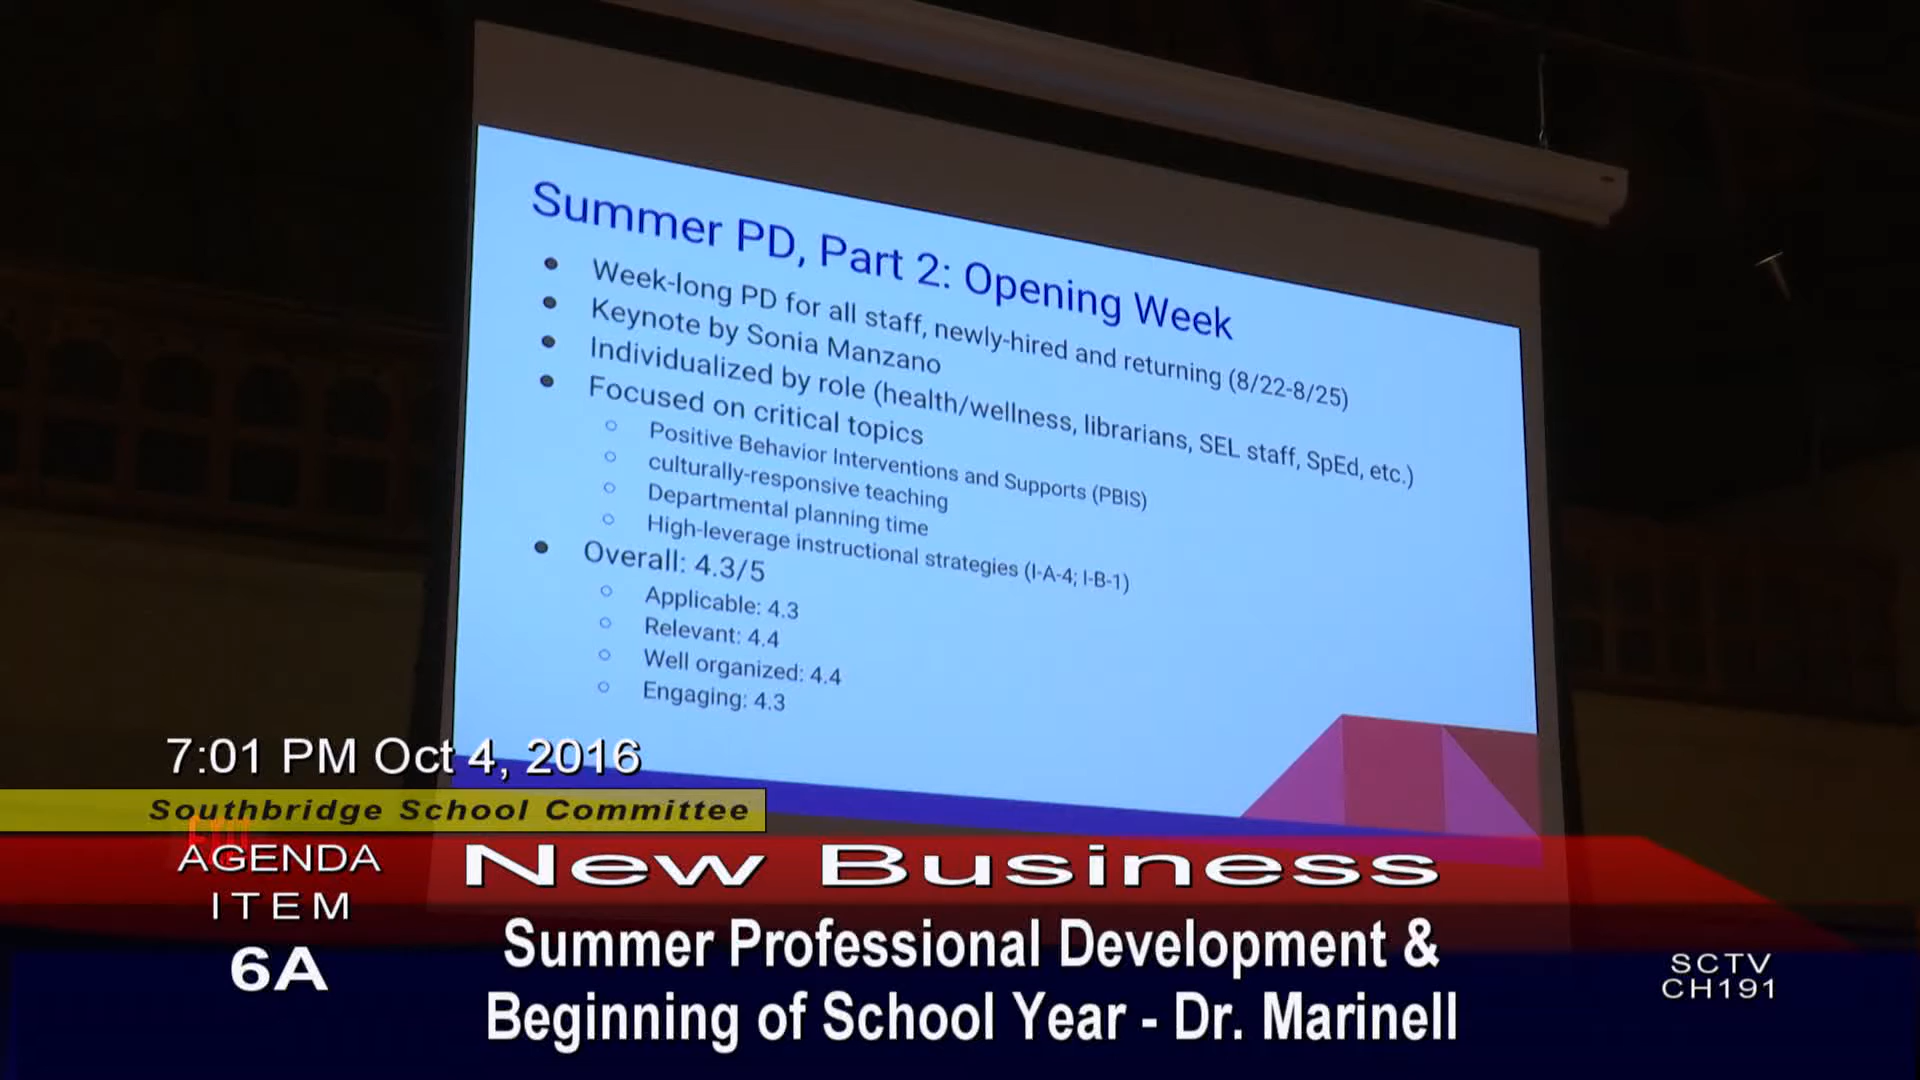 Summer PD, Part 2: Opening Week
● Week-long PD for all staff, newly-hired and returning (8/22-8/25)
● Keynote by Sonia Manzano
● Individualized by role (health/wellness, librarians, SEL staff, SpEd, etc.)
● Focused on critical topics
○ Positive Behavior Interventions and Supports (PBIS)
○ culturally-responsive teaching
○ Departmental planning time
○ High-leverage instructional strategies (I-A-4; I-B-1)
● Overall: 4.3/5
○ Applicable: 4.3
○ Relevant: 4.4
○ Well organized: 4.4
○ Engaging: 4.3
7:01 PM Oct 4, 2016
Southbridge School Committee
EXIT
AGENDA
ITEM
6A
New Business
Summer Professional Development &
Beginning of School Year - Dr. Marinell
SCTV
CH191